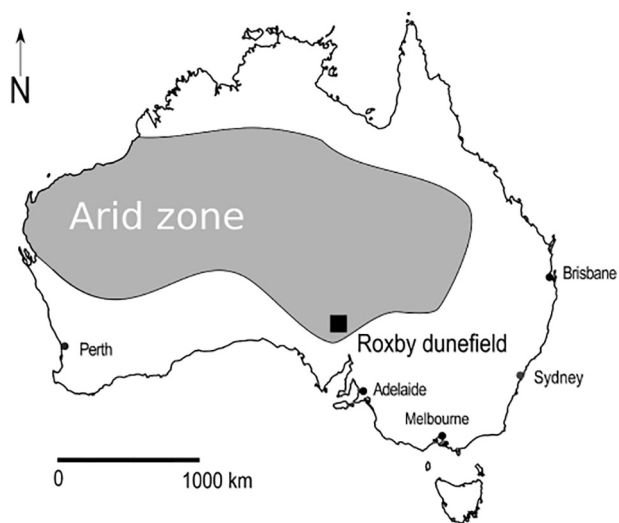 N
Arid zone
Brisbane
Perth
Roxby dunefield
Adelaide
Sydney
Melbourne
0 1000 km